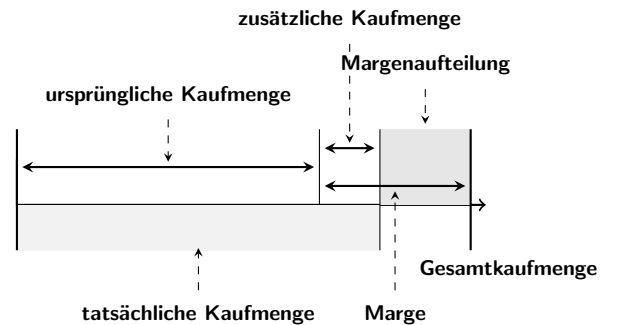 zusätzliche Kaufmenge
Margenaufteilung
ursprüngliche Kaufmenge
Gesamtkaufmenge
tatsächliche Kaufmenge
Marge